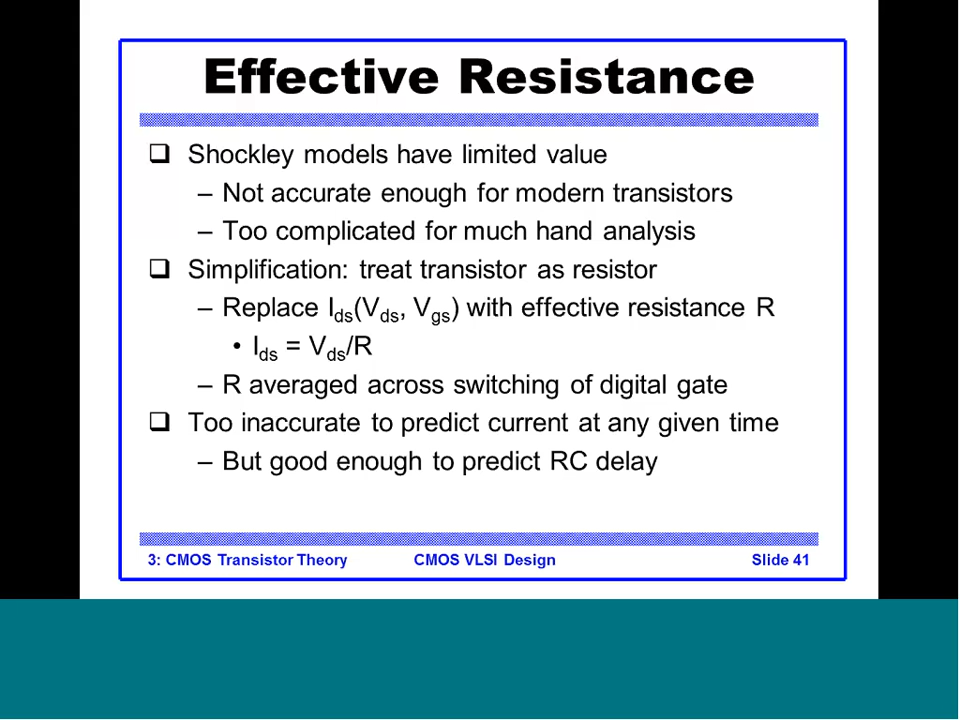 Effective Resistance
❑ Shockley models have limited value
– Not accurate enough for modern transistors
– Too complicated for much hand analysis
❑ Simplification: treat transistor as resistor
– Replace Ids(Vds, Vgs) with effective resistance R
• Ids = Vds/R
– R averaged across switching of digital gate
❑ Too inaccurate to predict current at any given time
– But good enough to predict RC delay
3: CMOS Transistor Theory CMOS VLSI Design Slide 41